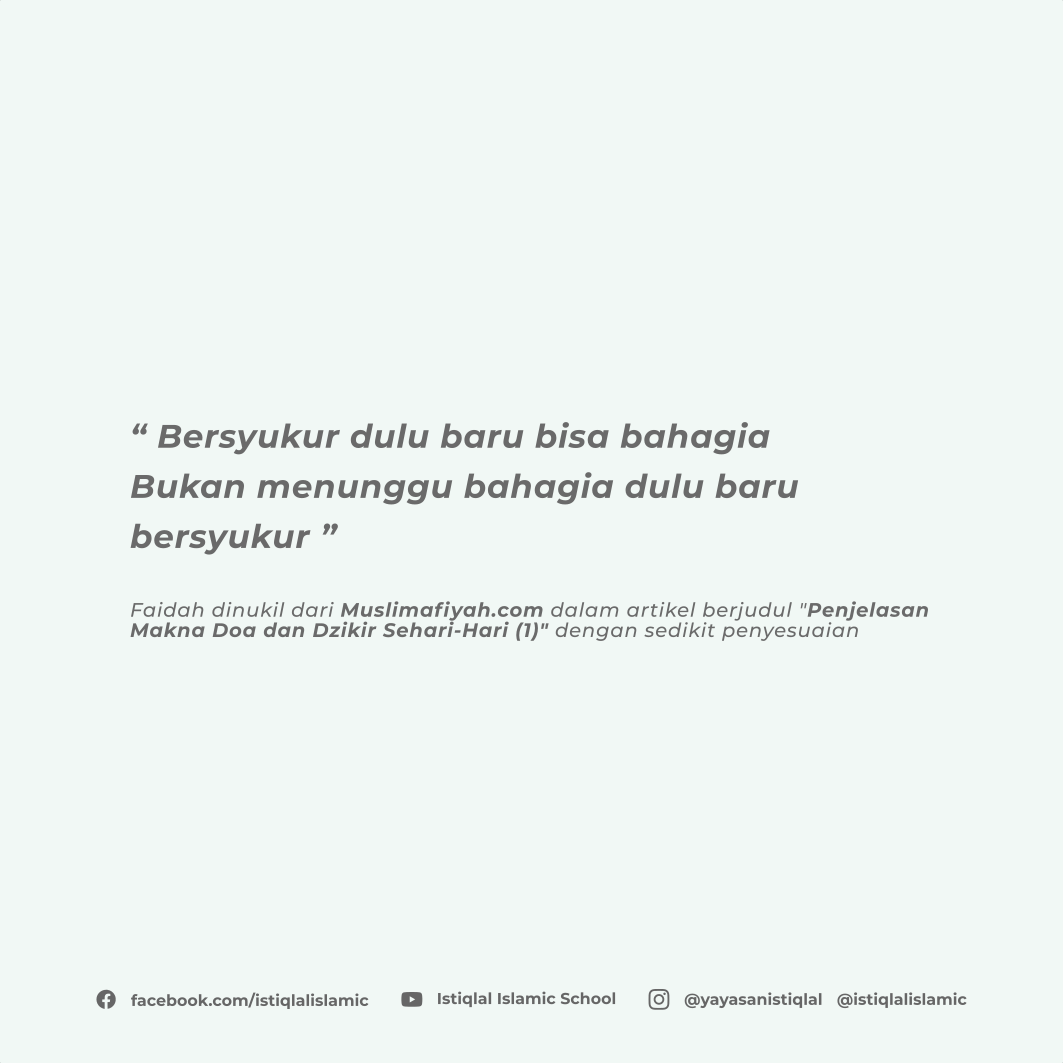 “ Bersyukur dulu baru bisa bahagia
Bukan menunggu bahagia dulu baru
bersyukur ”
Faidah dinukil dari Muslimafiyah.com dalam artikel berjudul "Penjelasan
Makna Doa dan Dzikir Sehari-Hari (1)" dengan sedikit penyesuaian
facebook.com/istiqlalislamic Istiqlal Islamic School @yayasanistiqlal @istiqlalislamic